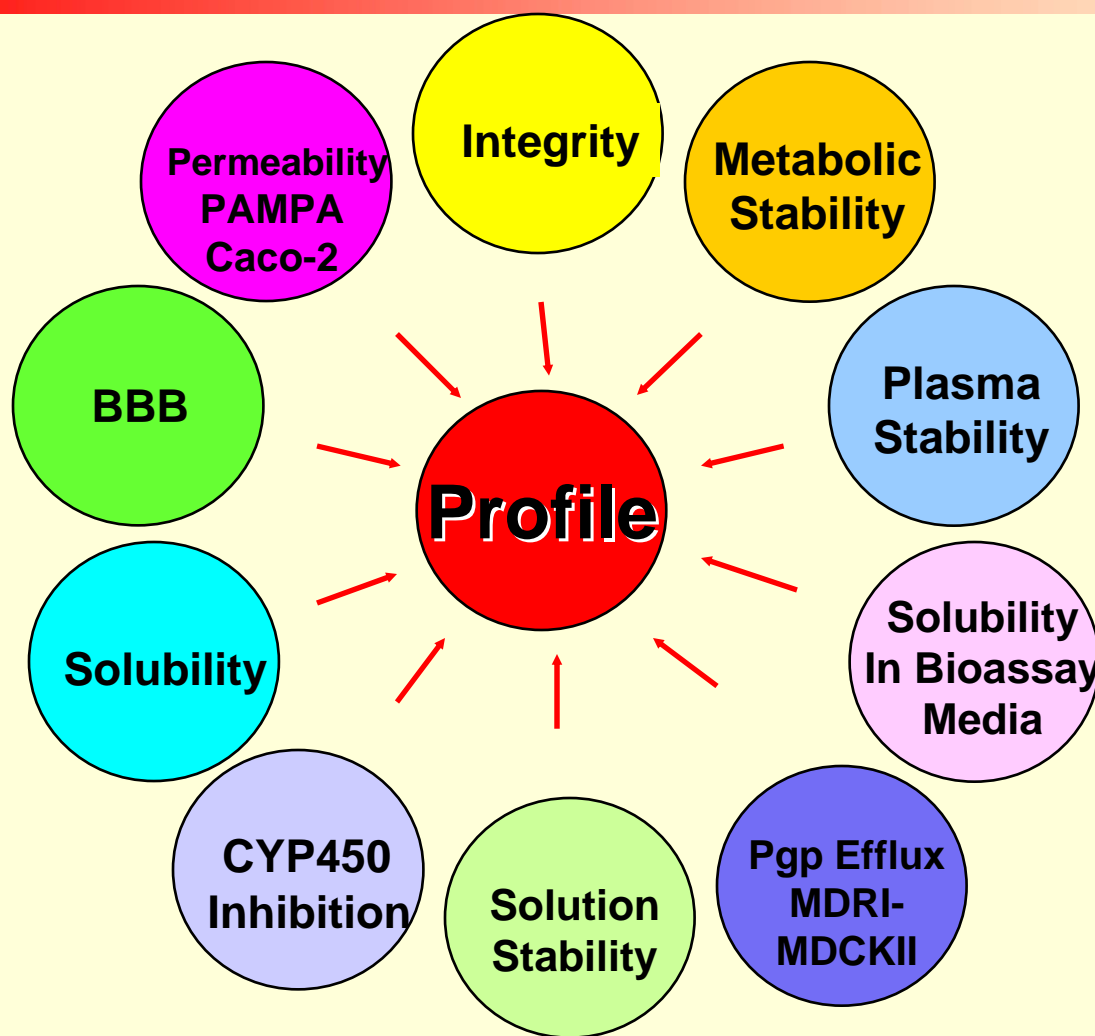 Integrity
Metabolic
Stability
Plasma
Stability
Solubility
In Bioassay
Media
Pgp Efflux
MDRI-
MDCKII
Solution
Stability
CYP450
Inhibition
Solubility
BBB
Permeability
PAMPA
Caco-2
Profile